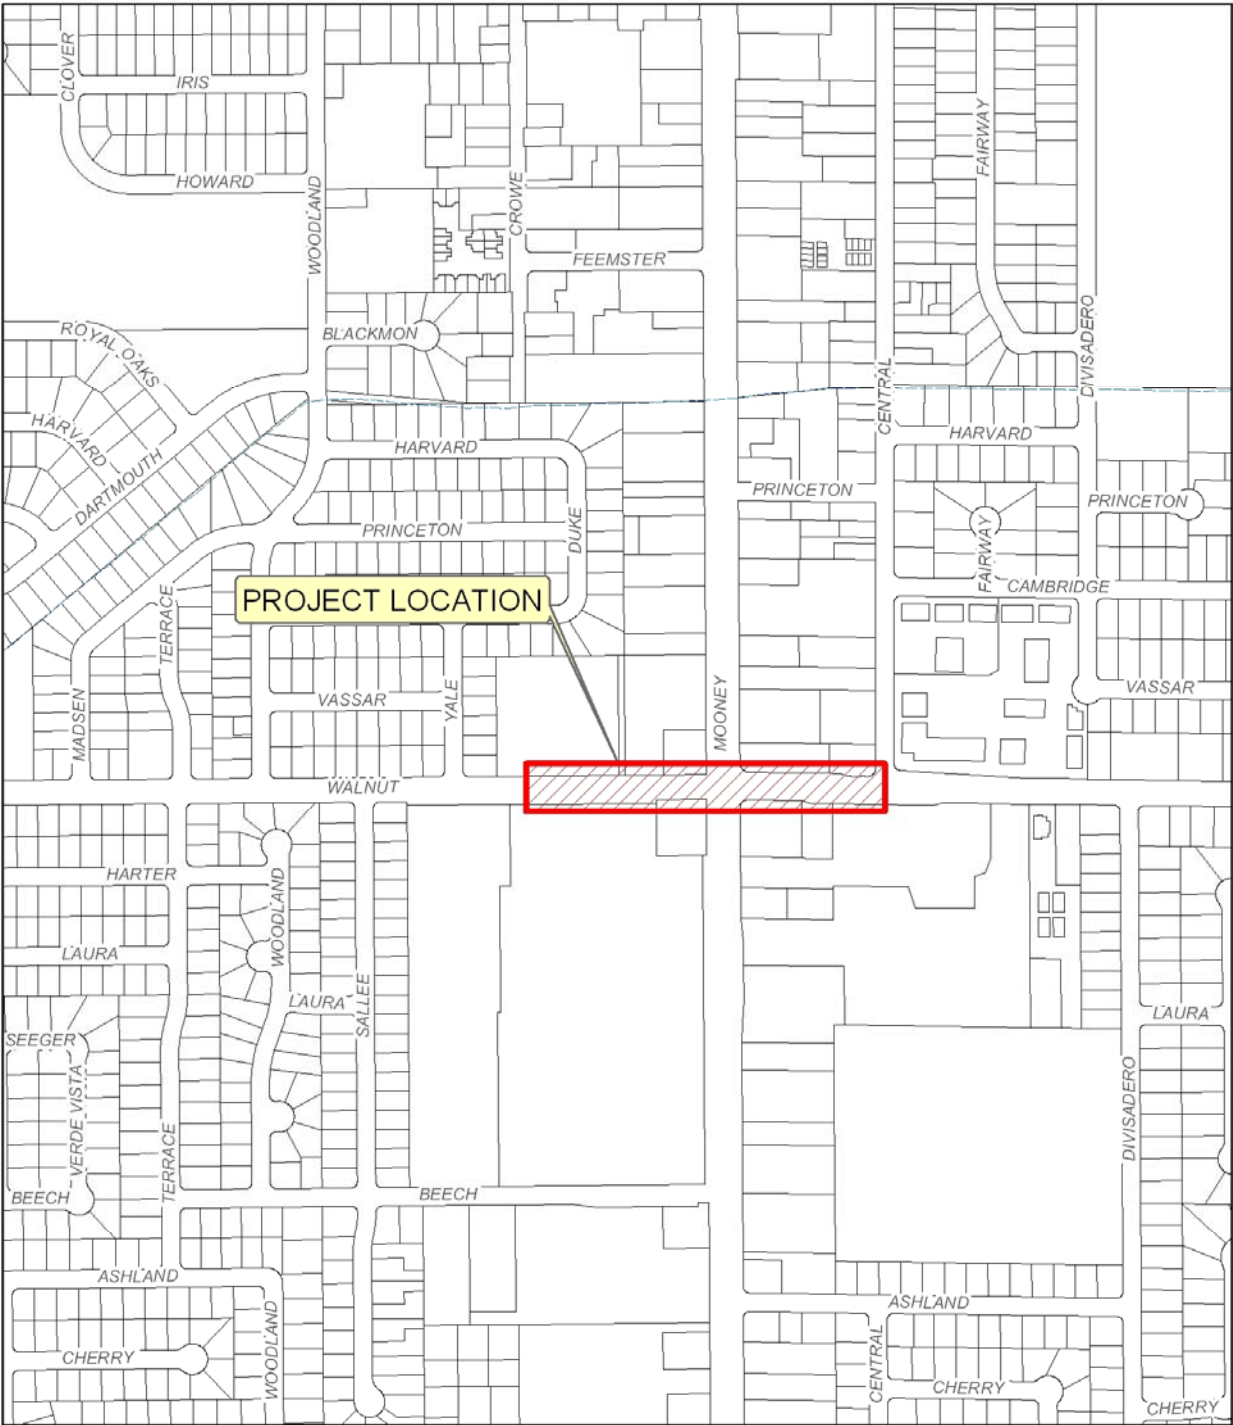 CLOVER
IRIS
HOWARD
WOODLAND
CROWE
FEEMSTER
FAIRWAY
BLACKMON
ROYAL OAKS
DIVISADERO
CENTRAL
HARVARD
HARVARD
HARVARD
DARTMOUTH
PRINCETON
PRINCETON
PRINCETON
DUKE
FAIRWAY
CAMBRIDGE
PROJECT LOCATION
TERRACE
MADSEN
VASSAR
YALE
MOONEY
VASSAR
WALNUT
HARTER
WOODLAND
LAURA
LAURA
SALLEE
SEEGER
VERDE VISTA
LAURA
DIVISADERO
TERRACE
BEECH
BEECH
ASHLAND
ASHLAND
WOODLAND
CENTRAL
CHERRY
CHERRY
CHERRY